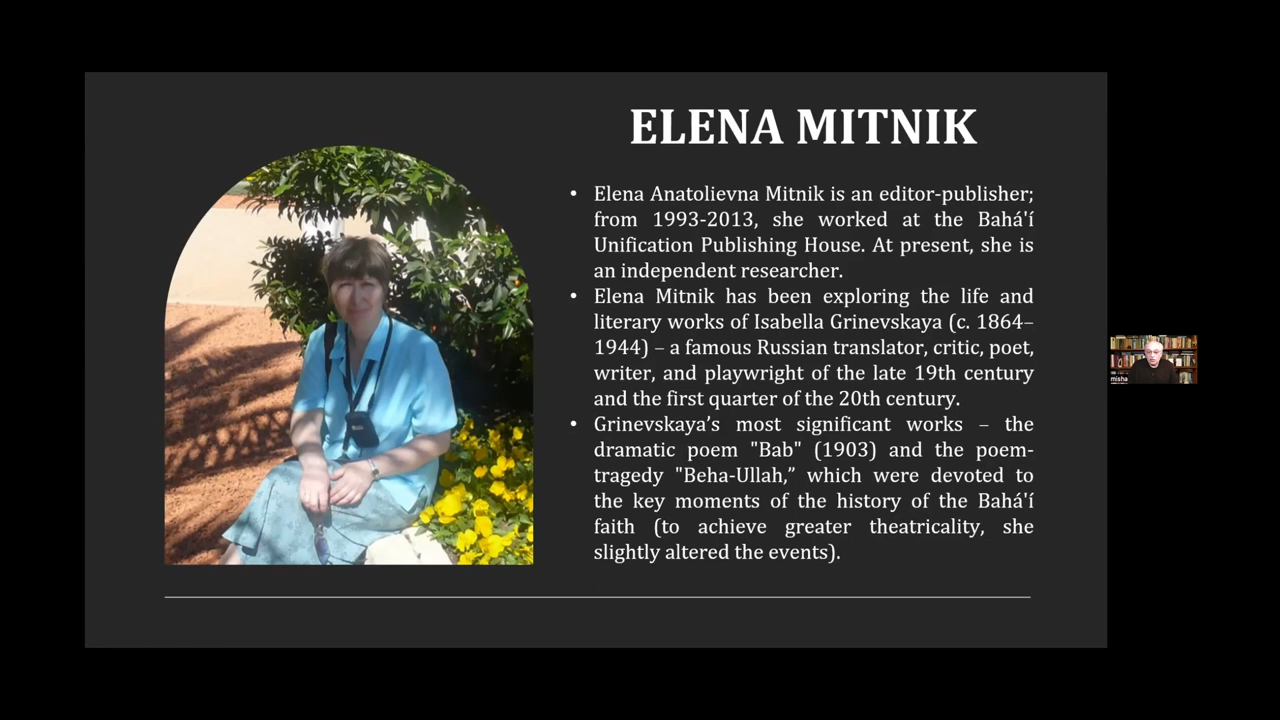 ELENA MITNIK
• Elena Anatolievna Mitnik is an editor-publisher;
from 1993-2013, she worked at the Bahá'í
Unification Publishing House. At present, she is
an independent researcher.
• Elena Mitnik has been exploring the life and
literary works of Isabella Grinevskaya (c. 1864–
1944) – a famous Russian translator, critic, poet,
writer, and playwright of the late 19th century
and the first quarter of the 20th century.
• Grinevskaya’s most significant works – the
dramatic poem "Bab" (1903) and the poem-
tragedy "Beha-Ullah,” which were devoted to
the key moments of the history of the Bahá'í
faith (to achieve greater theatricality, she
slightly altered the events).
misha